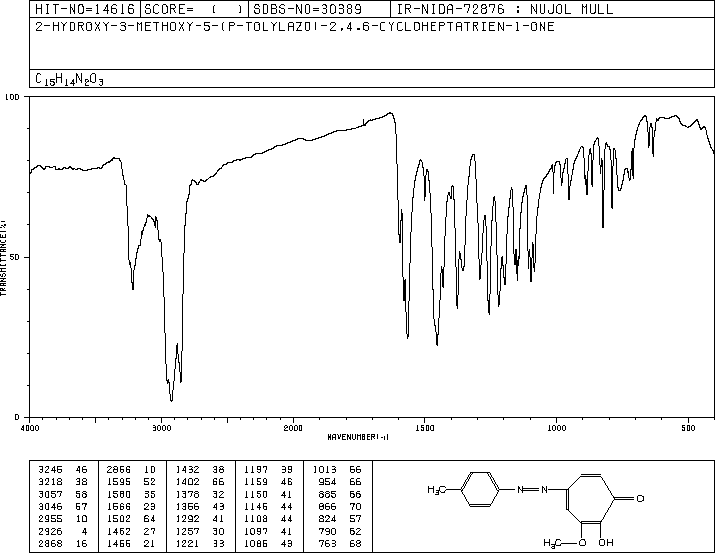 HIT-NO=14616 SCORE= ( ) SDBS-NO=30389 IR-NIDA-72876 : NUJOL MULL
2-HYDROXY-3-METHOXY-5-(P-TOLYLAZO)-2,4,6-CYCLOHEPTATRIEN-1-ONE
C15H14N2O3
100
50
0
TRANSMITTANCE(%)
4000 3000 2000 1500 1000 500
WAVENUMBER(-1)
3245 46 2866 10 1432 38 1197 39 1013 66
3218 38 1595 52 1402 66 1159 46 954 66
3057 58 1580 35 1378 32 1150 41 885 66
3046 57 1566 23 1356 43 1146 44 866 70
2955 10 1502 64 1292 41 1108 44 824 57
2926 4 1462 27 1257 30 1097 41 790 62
2868 16 1455 21 1221 33 1086 43 763 68
H3C N=N O
H3C O OH